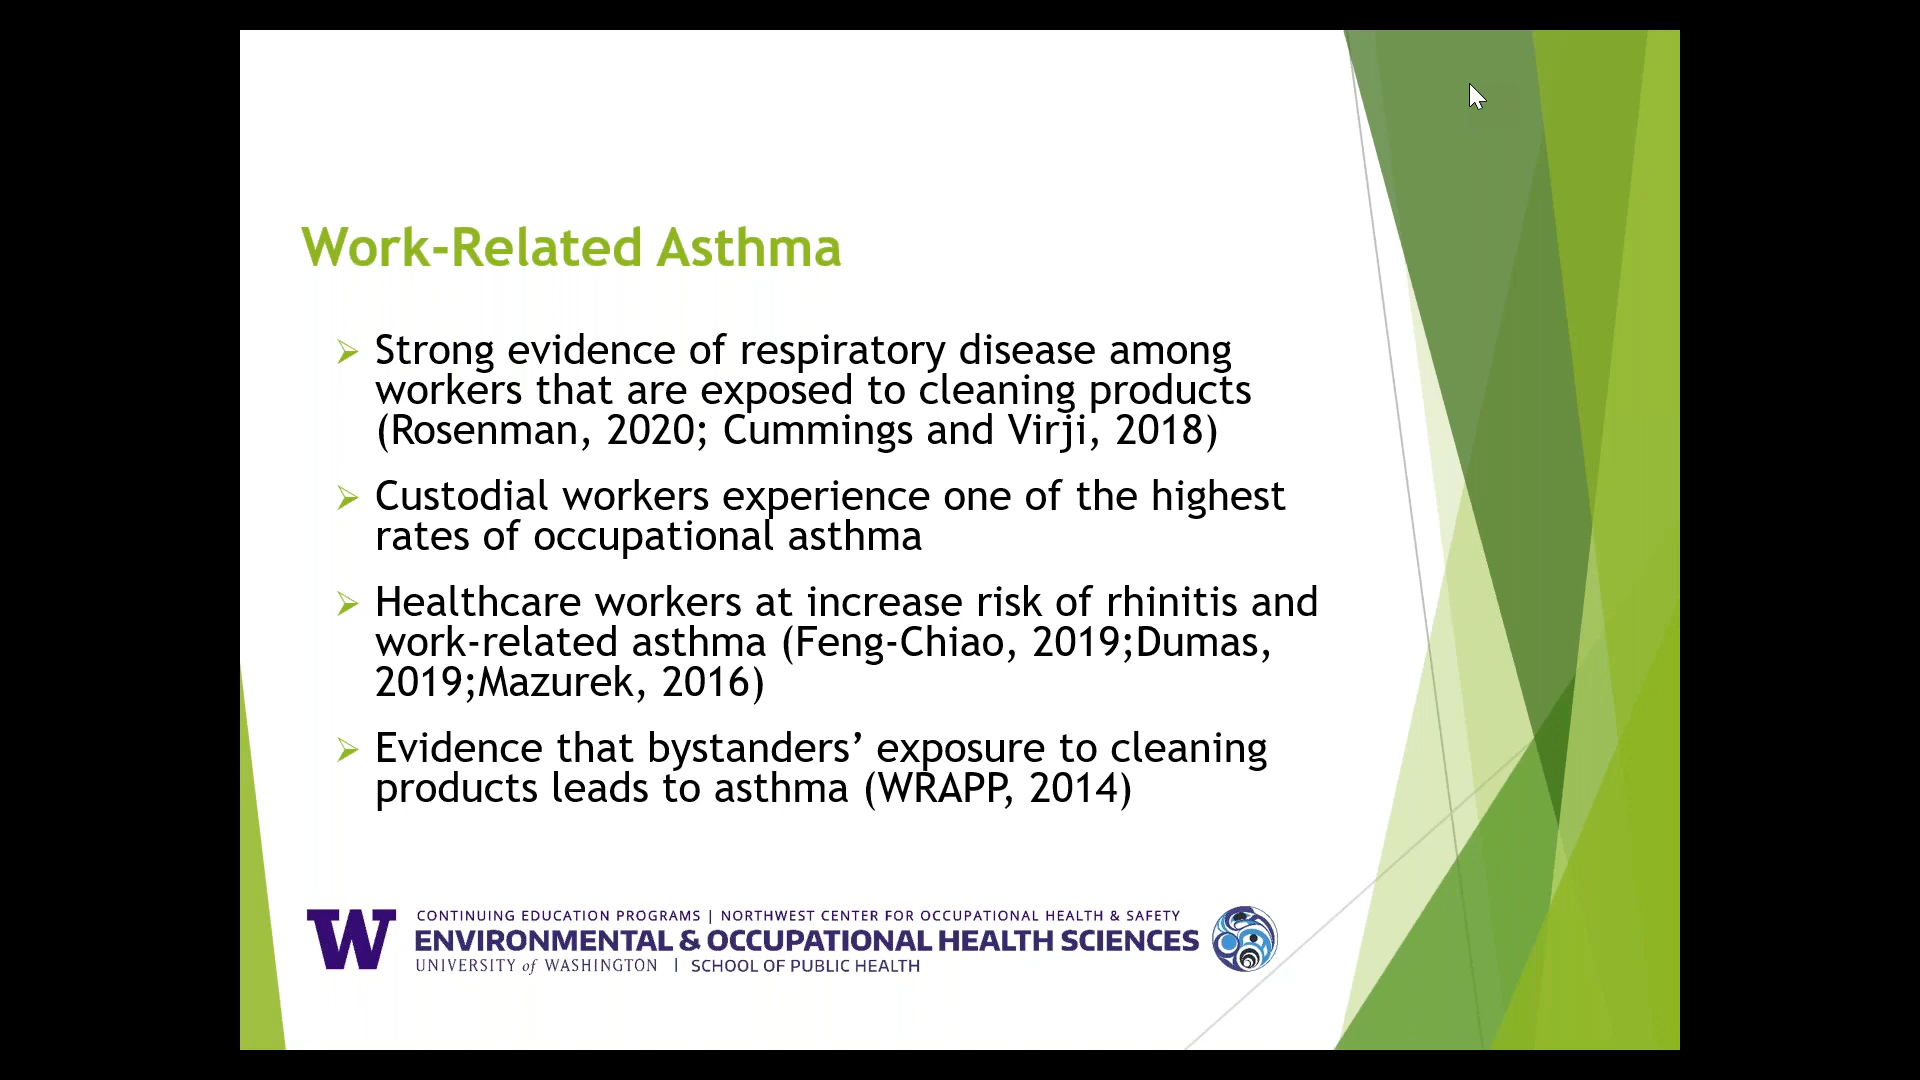 Work-Related Asthma
Strong evidence of respiratory disease among
workers that are exposed to cleaning products
(Rosenman, 2020; Cummings and Virji, 2018)
Custodial workers experience one of the highest
rates of occupational asthma
Healthcare workers at increase risk of rhinitis and
work-related asthma (Feng-Chiao, 2019;Dumas,
2019;Mazurek, 2016)
Evidence that bystanders’ exposure to cleaning
products leads to asthma (WRAPP, 2014)
W
CONTINUING EDUCATION PROGRAMS | NORTHWEST CENTER FOR OCCUPATIONAL HEALTH & SAFETY
ENVIRONMENTAL & OCCUPATIONAL HEALTH SCIENCES
UNIVERSITY of WASHINGTON | SCHOOL OF PUBLIC HEALTH